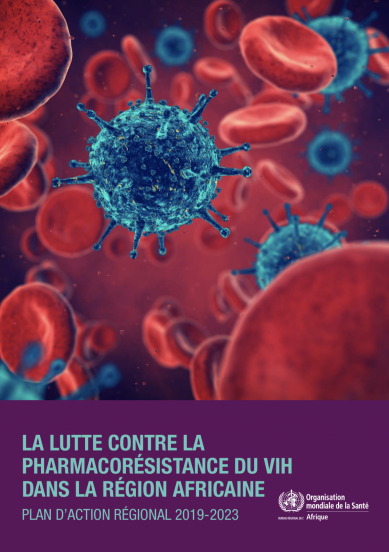 LA LUTTE CONTRE LA
PHARMACORÉSISTANCE DU VIH
DANS LA RÉGION AFRICAINE
PLAN D'ACTION RÉGIONAL 2019-2023
Organisation
mondiale de la Santé
Afrique